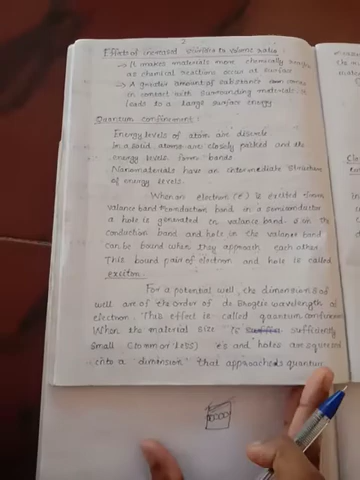 Effects of increased surface to volume ratio :
→ It makes materials more chemically
as chemical reactions occur at surface
→ A greater amount of substance comes
in contact with surrounding materials. It
leads to a large surface energy
Quantum confinement :
Energy levels of atom are discrete
In a solid atoms are closely packed and the
energy levels form bands
Nanomaterials have an intermediate structure
of energy levels.
When an electron (e⁻) is excited from
valance band to conduction band in a semiconductor
a hole is generated in valance band. e⁻ in the
conduction band and hole in the valance band
can be bound when they approach each other.
This bound pair of electron and hole is called
exciton.
For a potential well, the dimensions of
well are of the order of de Broglie wavelength of
electron. This effect is called quantum confinement
When the material size is sufficiently
small (10nm or less) e⁻s and holes are squeezed
into a "dimension" that approaches quantum